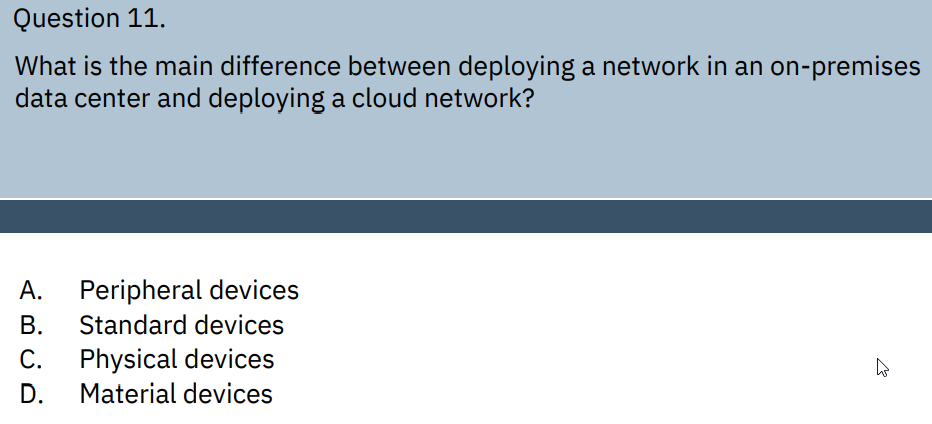 Question 11.
What is the main difference between deploying a network in an on-premises
data center and deploying a cloud network?
A. Peripheral devices
B. Standard devices
C. Physical devices
D. Material devices